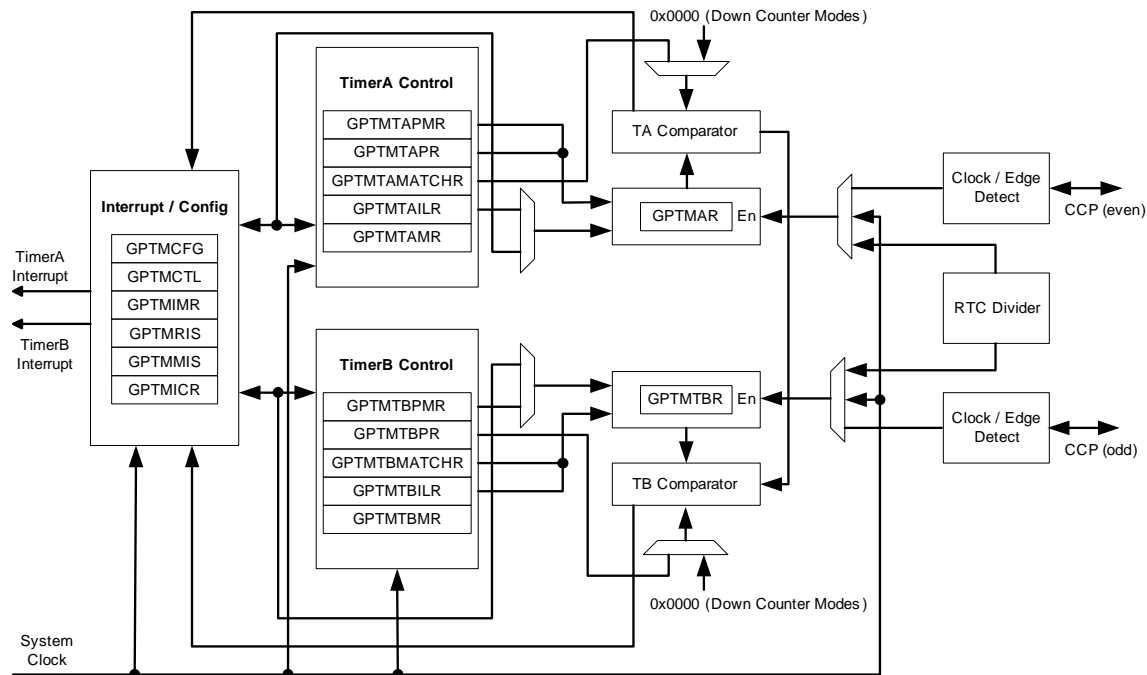 0x0000 (Down Counter Modes)
TimerA Control
GPTMTAPMR
GPTMTAPR
GPTMTAMATCHR
GPTMTAILR
GPTMTAMR
TA Comparator
GPTMAR
En
Clock / Edge
Detect
CCP (even)
Interrupt / Config
GPTMCFG
GPTMCTL
GPTMIMR
GPTMRIS
GPTMMIS
GPTMICR
TimerA
Interrupt
TimerB
Interrupt
RTC Divider
TimerB Control
GPTMTBPMR
GPTMTBPR
GPTMTBMATCHR
GPTMTBILR
GPTMTBMR
GPTMTBR
En
TB Comparator
Clock / Edge
Detect
CCP (odd)
0x0000 (Down Counter Modes)
System
Clock